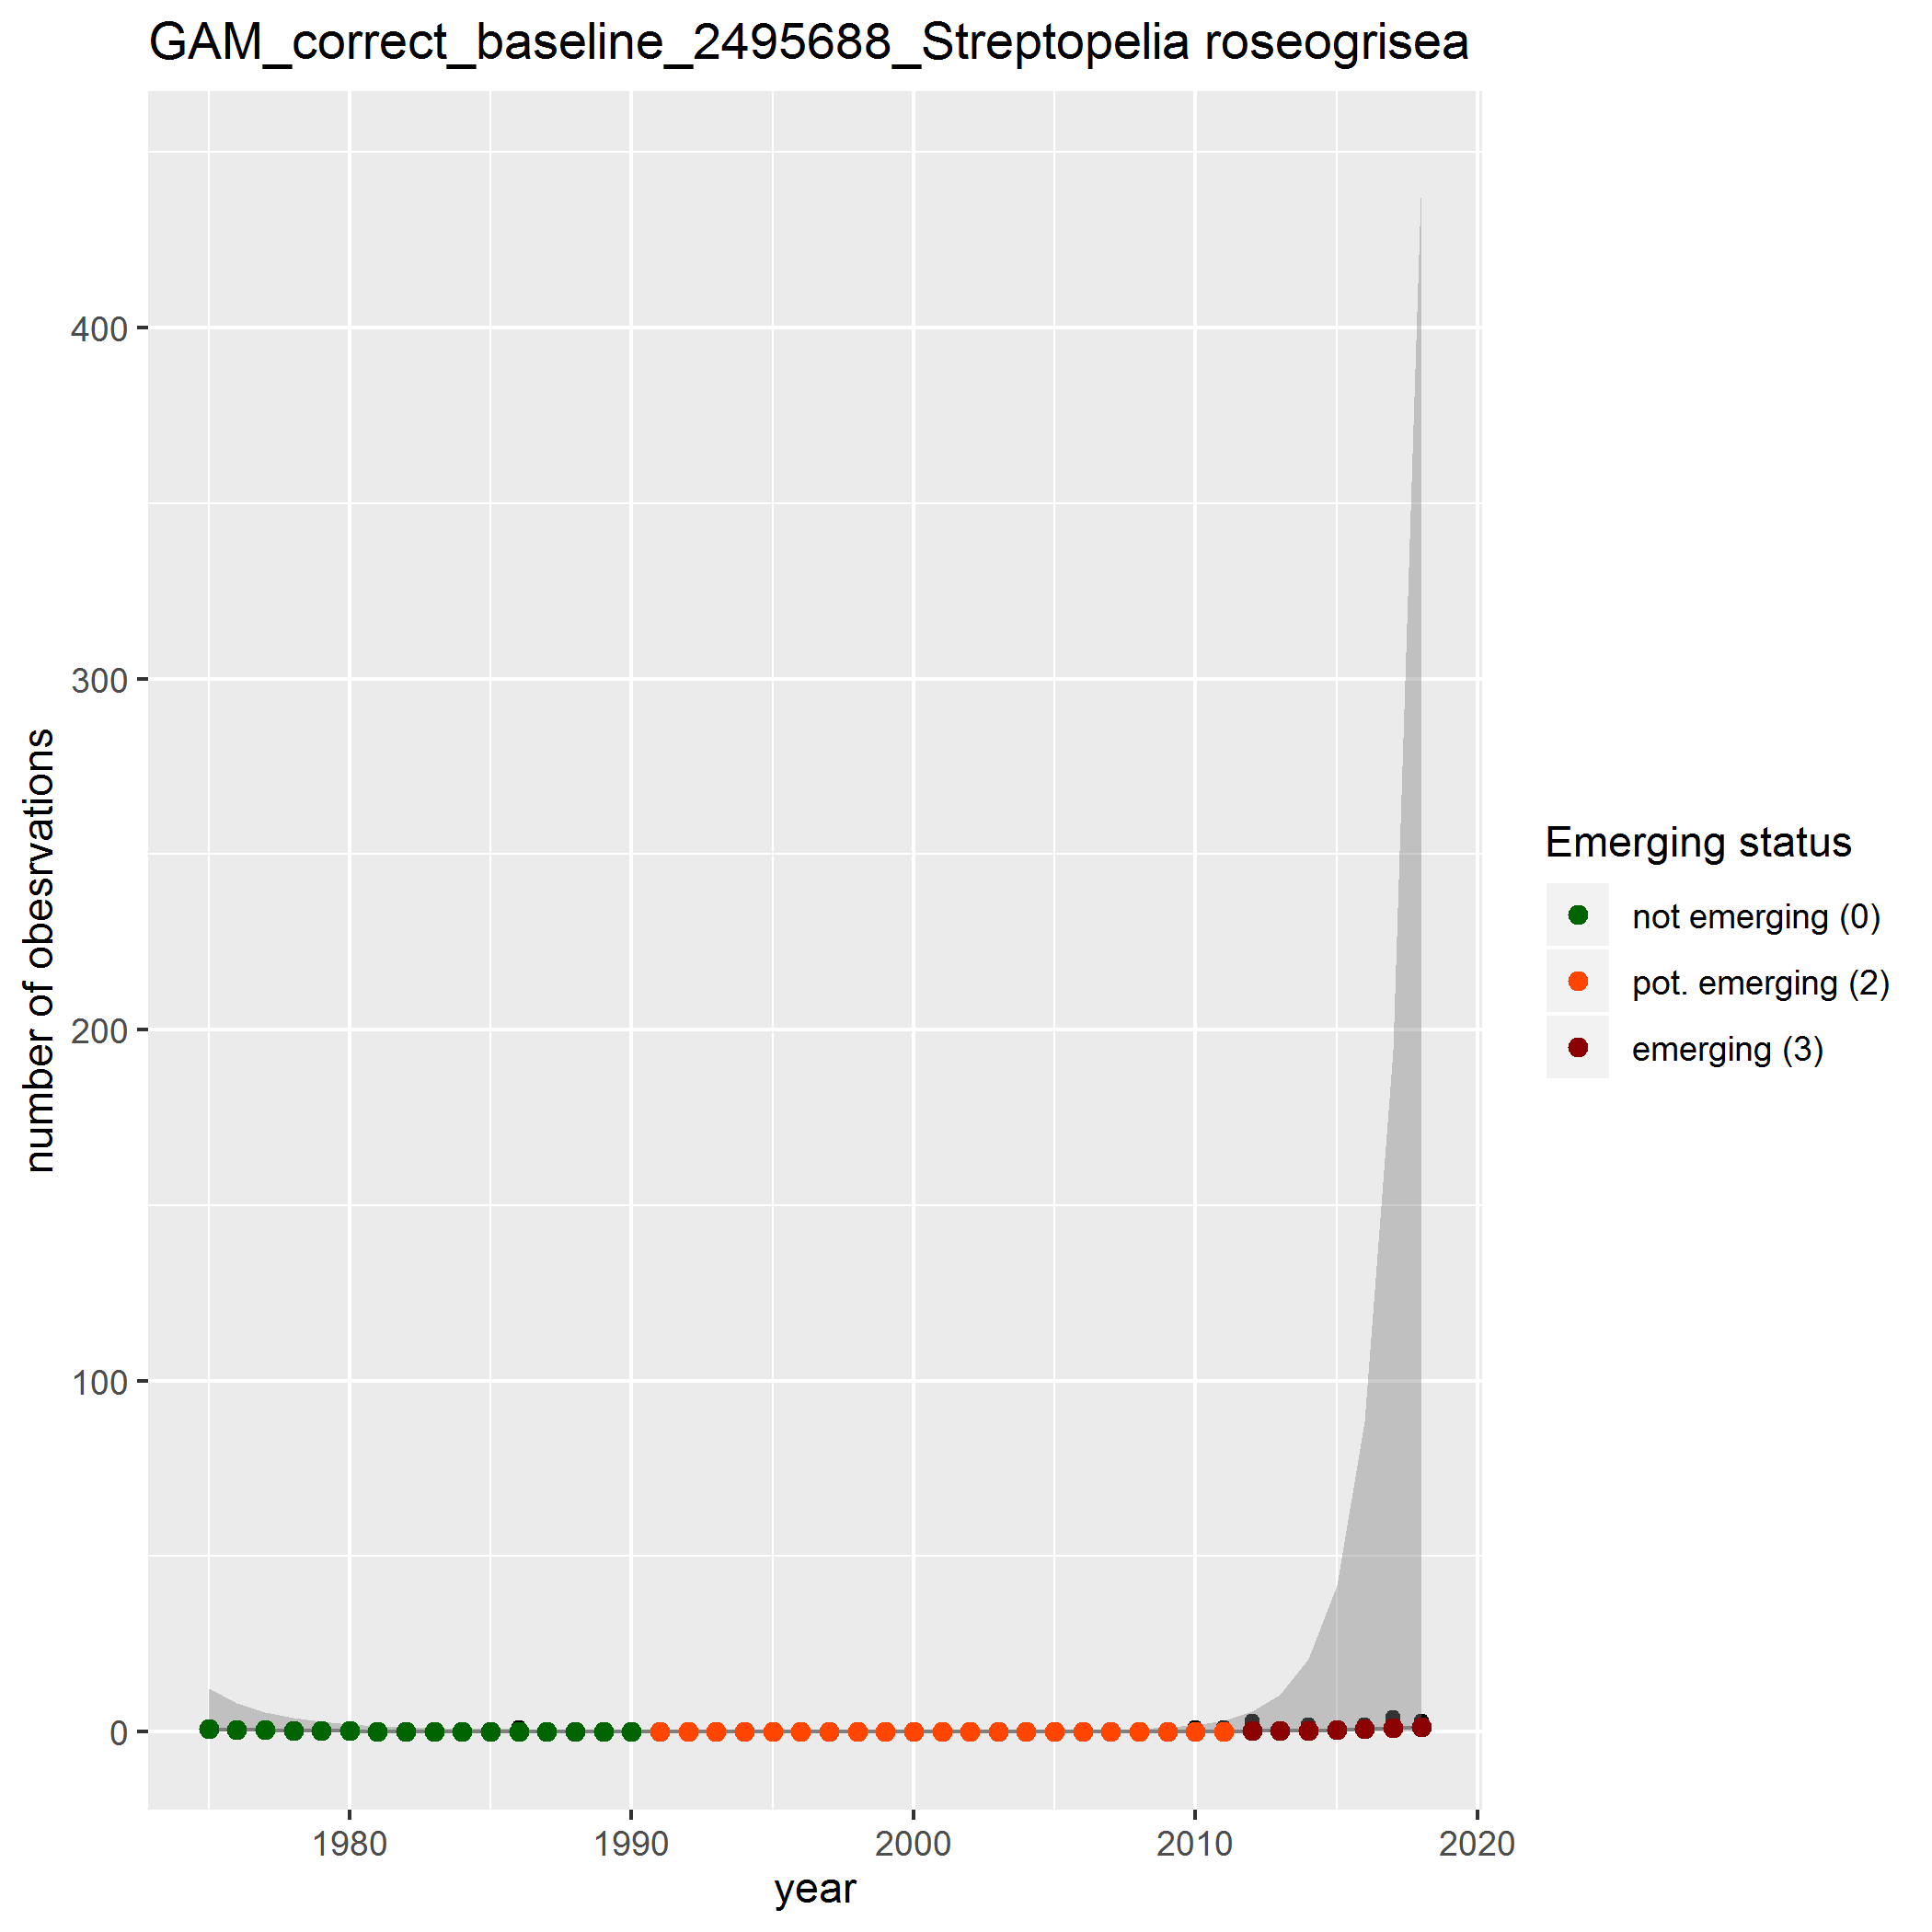 GAM_correct_baseline_2495688_Streptopelia roseogrisea
number of obesrvations
400
300
200
100
0
1980
1990
2000
2010
2020
year
Emerging status
not emerging (0)
pot. emerging (2)
emerging (3)